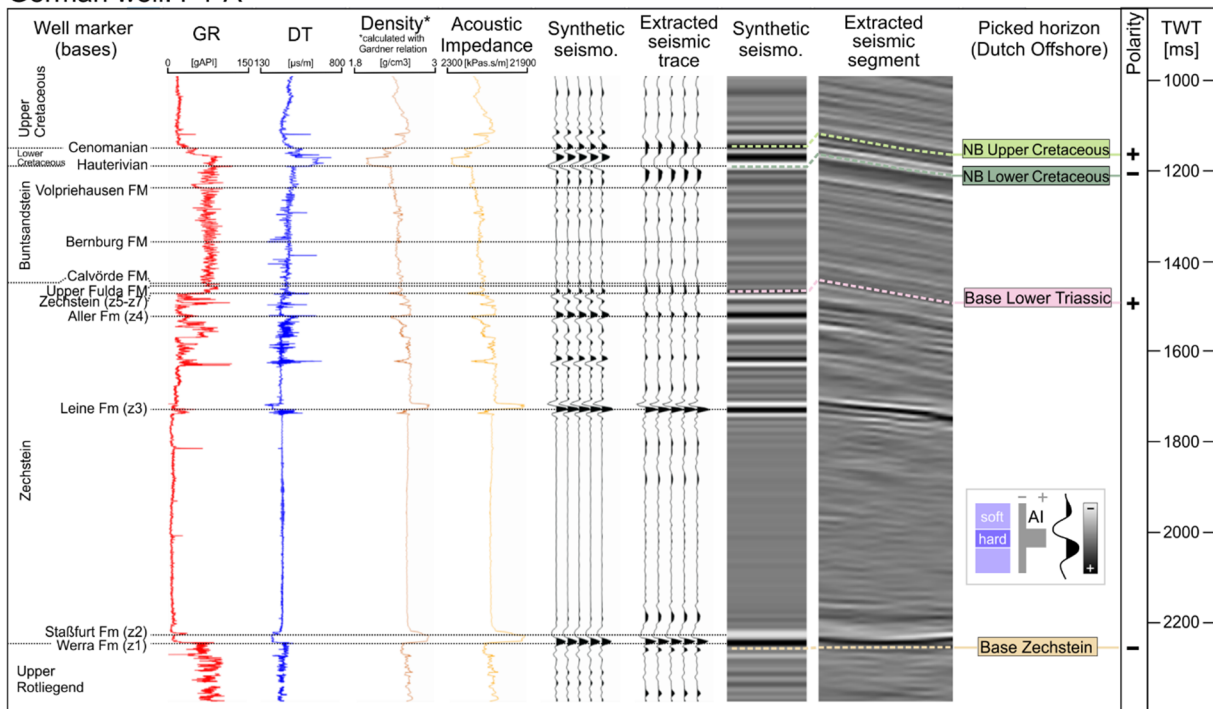 Well marker
(bases)
GR
0 [gAPI] 150
DT
130 [µs/m] 800
Density*
*calculated with
Gardner relation
1.8 [g/cm3] 3
Acoustic
Impedance
2300 [kPas.s/m] 21900
Synthetic
seismo.
Extracted
seismic
trace
Synthetic
seismo.
Extracted
seismic
segment
Picked horizon
(Dutch Offshore)
Polarity
TWT
[ms]
Upper
Cretaceous
Lower
Cretaceous
Buntsandstein
Zechstein
Upper
Rotliegend
Cenomanian
Hauterivian
Volpriehausen FM
Bernburg FM
Calvörde FM
Upper Fulda FM
Zechstein (z5-z7)
Aller Fm (z4)
Leine Fm (z3)
Staßfurt Fm (z2)
Werra Fm (z1)
NB Upper Cretaceous
+
NB Lower Cretaceous
−
Base Lower Triassic
+
Base Zechstein
−
soft
hard
− +
AI
−
+
1000
1200
1400
1600
1800
2000
2200